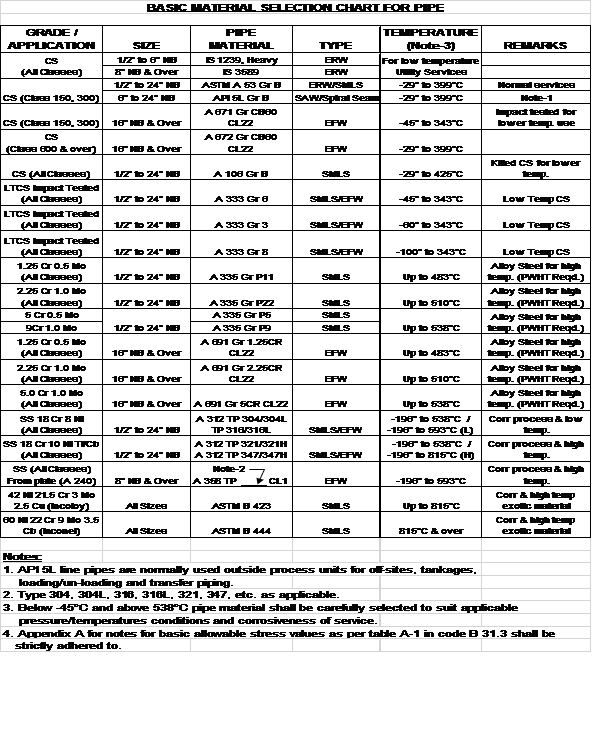 BASIC MATERIAL SELECTION CHART FOR PIPE
GRADE / APPLICATION SIZE PIPE MATERIAL TYPE TEMPERATURE (Note-3) REMARKS
CS (All Classes) 1/2" to 6" NB IS 1239, Heavy ERW For low temperature
8" NB & Over IS 3589 ERW Utility Services
CS (Class 150, 300) 1/2" to 24" NB ASTM A 53 Gr B ERW/SMLS -29° to 399°C Normal services
6" to 24" NB API 5L Gr B SAW/Spiral Seam -29° to 399°C Note-1
CS (Class 150, 300) 16" NB & Over A 671 Gr CB60 CL22 EFW -45° to 343°C Impact tested for lower temp. use
CS (Class 600 & over) 16" NB & Over A 672 Gr CB60 CL22 EFW -29° to 399°C
CS (All Classes) 1/2" to 24" NB A 106 Gr B SMLS -29° to 426°C Killed CS for lower temp.
LTCS Impact Tested (All Classes) 1/2" to 24" NB A 333 Gr 6 SMLS/EFW -45° to 343°C Low Temp CS
LTCS Impact Tested (All Classes) 1/2" to 24" NB A 333 Gr 3 SMLS/EFW -60° to 343°C Low Temp CS
LTCS Impact Tested (All Classes) 1/2" to 24" NB A 333 Gr 8 SMLS/EFW -100° to 343°C Low Temp CS
1.25 Cr 0.5 Mo (All Classes) 1/2" to 24" NB A 335 Gr P11 SMLS Up to 483°C Alloy Steel for high temp. (PWHT Reqd.)
2.25 Cr 1.0 Mo (All Classes) 1/2" to 24" NB A 335 Gr P22 SMLS Up to 510°C Alloy Steel for high temp. (PWHT Reqd.)
5 Cr 0.5 Mo A 335 Gr P5 SMLS
9Cr 1.0 Mo 1/2" to 24" NB A 335 Gr P9 SMLS Up to 538°C Alloy Steel for high temp. (PWHT Reqd.)
1.25 Cr 0.5 Mo (All Classes) 16" NB & Over A 691 Gr 1.25CR CL22 EFW Up to 483°C Alloy Steel for high temp. (PWHT Reqd.)
2.25 Cr 1.0 Mo (All Classes) 16" NB & Over A 691 Gr 2.25CR CL22 EFW Up to 510°C Alloy Steel for high temp. (PWHT Reqd.)
5.0 Cr 1.0 Mo (All Classes) 16" NB & Over A 691 Gr 5CR CL22 EFW Up to 538°C Alloy Steel for high temp. (PWHT Reqd.)
SS 18 Cr 8 Ni (All Classes) 1/2" to 24" NB A 312 TP 304/304L TP 316/316L SMLS/EFW -196° to 538°C / -196° to 593°C (L) Corr process & low temp.
SS 18 Cr 10 Ni Ti/Cb (All Classes) 1/2" to 24" NB A 312 TP 321/321H A 312 TP 347/347H SMLS/EFW -196° to 538°C / -196° to 815°C (H) Corr process & high temp.
SS (All Classes) From plate (A 240) 8" NB & Over Note-2 A 358 TP ____ CL1 EFW -196° to 593°C Corr process & high temp.
42 Ni 21.5 Cr 3 Mo 2.5 Cu (Incoloy) All Sizes ASTM B 423 SMLS Up to 815°C Corr & high temp exotic material
60 Ni 22 Cr 9 Mo 3.5 Cb (Inconel) All Sizes ASTM B 444 SMLS 815°C & over Corr & high temp exotic material
Notes:
1. API 5L line pipes are normally used outside process units for off-sites, tankages,
loading/un-loading and transfer piping.
2. Type 304, 304L, 316, 316L, 321, 347, etc. as applicable.
3. Below -45°C and above 538°C pipe material shall be carefully selected to suit applicable
pressure/temperatures conditions and corrosiveness of service.
4. Appendix A for notes for basic allowable stress values as per table A-1 in code B 31.3 shall be
strictly adhered to.